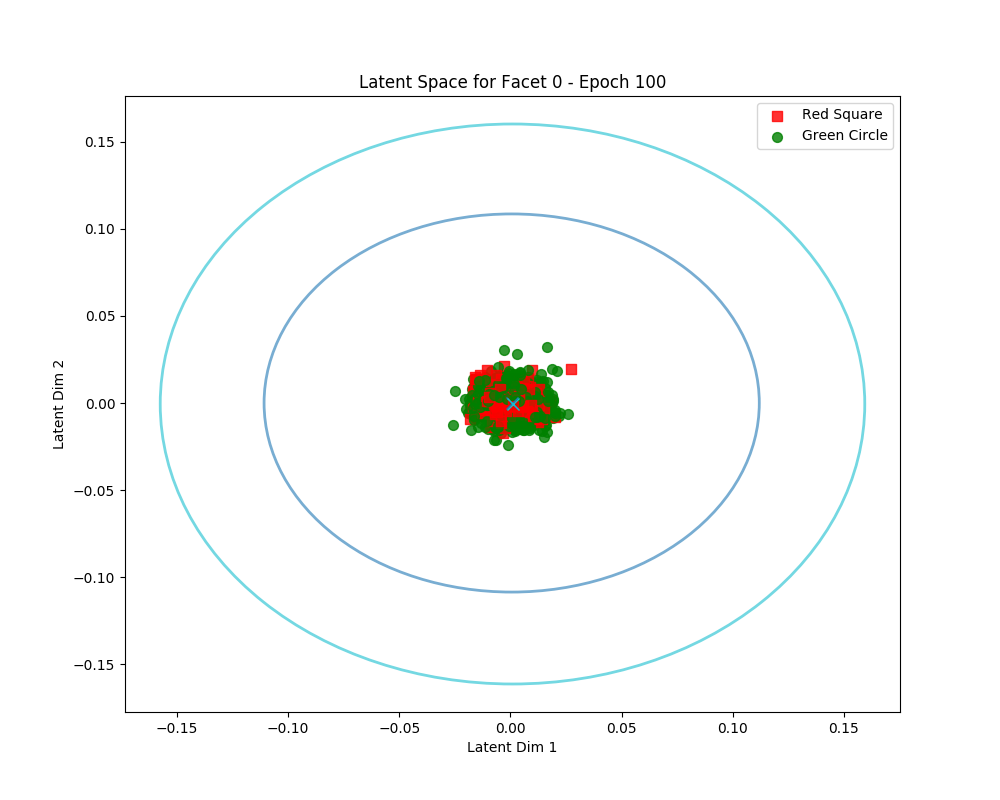 Latent Space for Facet 0 - Epoch 100
Red Square
Green Circle
0.15
0.10
0.05
0.00
−0.05
−0.10
−0.15
Latent Dim 2
−0.15 −0.10 −0.05 0.00 0.05 0.10 0.15
Latent Dim 1